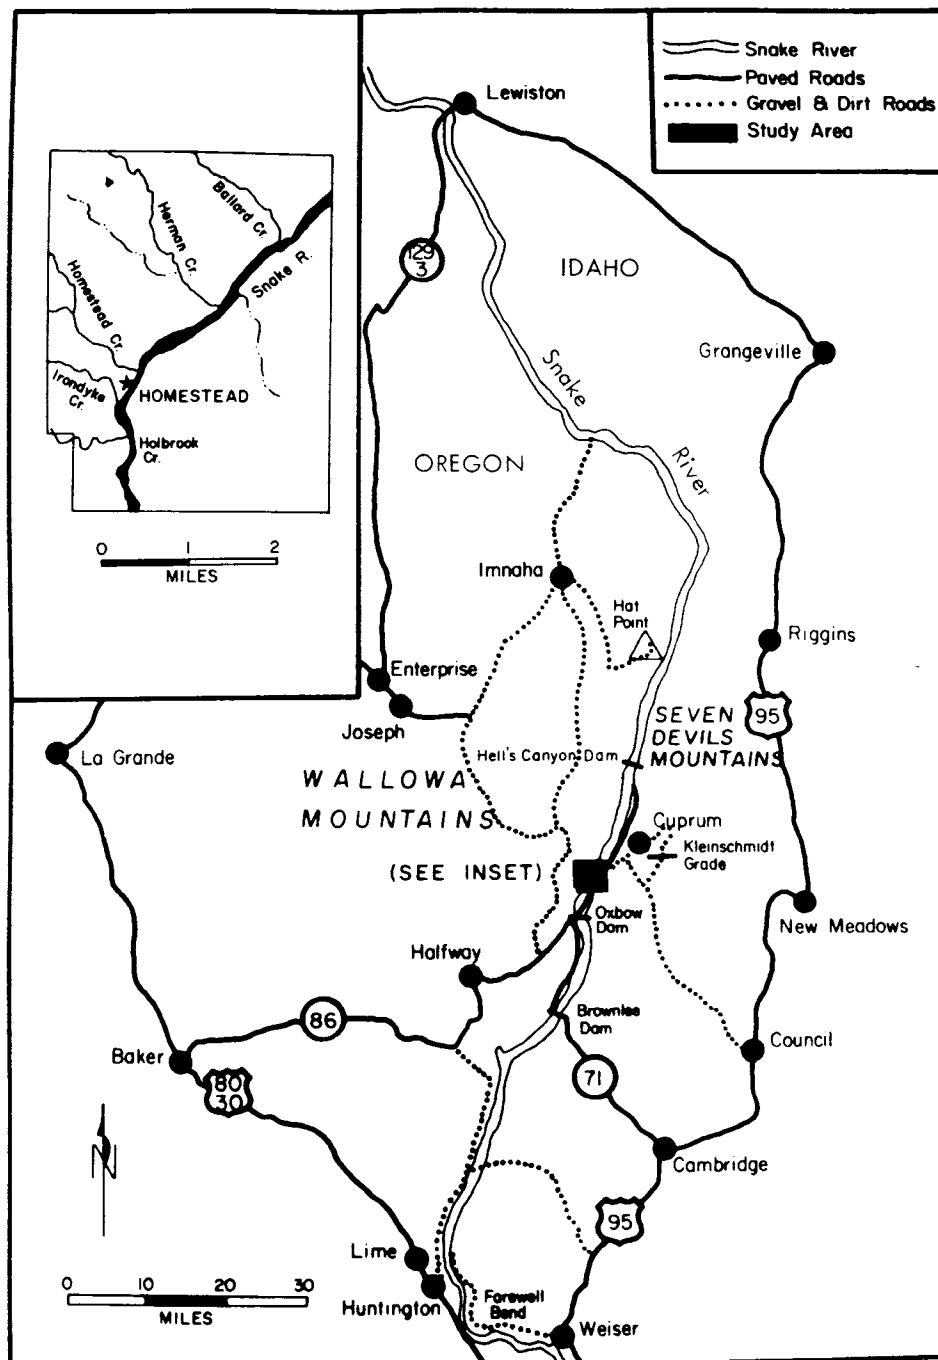 Snake River
Paved Roads
Gravel & Dirt Roads
Study Area
Lewiston
129
3
IDAHO
Ballard Cr.
Herman Cr.
Snake R.
Homestead Cr.
Irondyke
Cr.
HOMESTEAD
Holbrook
Cr.
0 1 2
MILES
Grangeville
Snake
River
OREGON
Imnaha
Hat
Point
Riggins
Enterprise
Joseph
95
SEVEN
DEVILS
MOUNTAINS
La Grande
Hell's Canyon Dam
WALLOWA
MOUNTAINS
Cuprum
Kleinschmidt
Grade
(SEE INSET)
Oxbow
Dam
New Meadows
Halfway
Brownlee
Dam
86
Baker
80
30
71
Council
N
Cambridge
95
Lime
Huntington
Farewell
Bend
Weiser
0 10 20 30
MILES